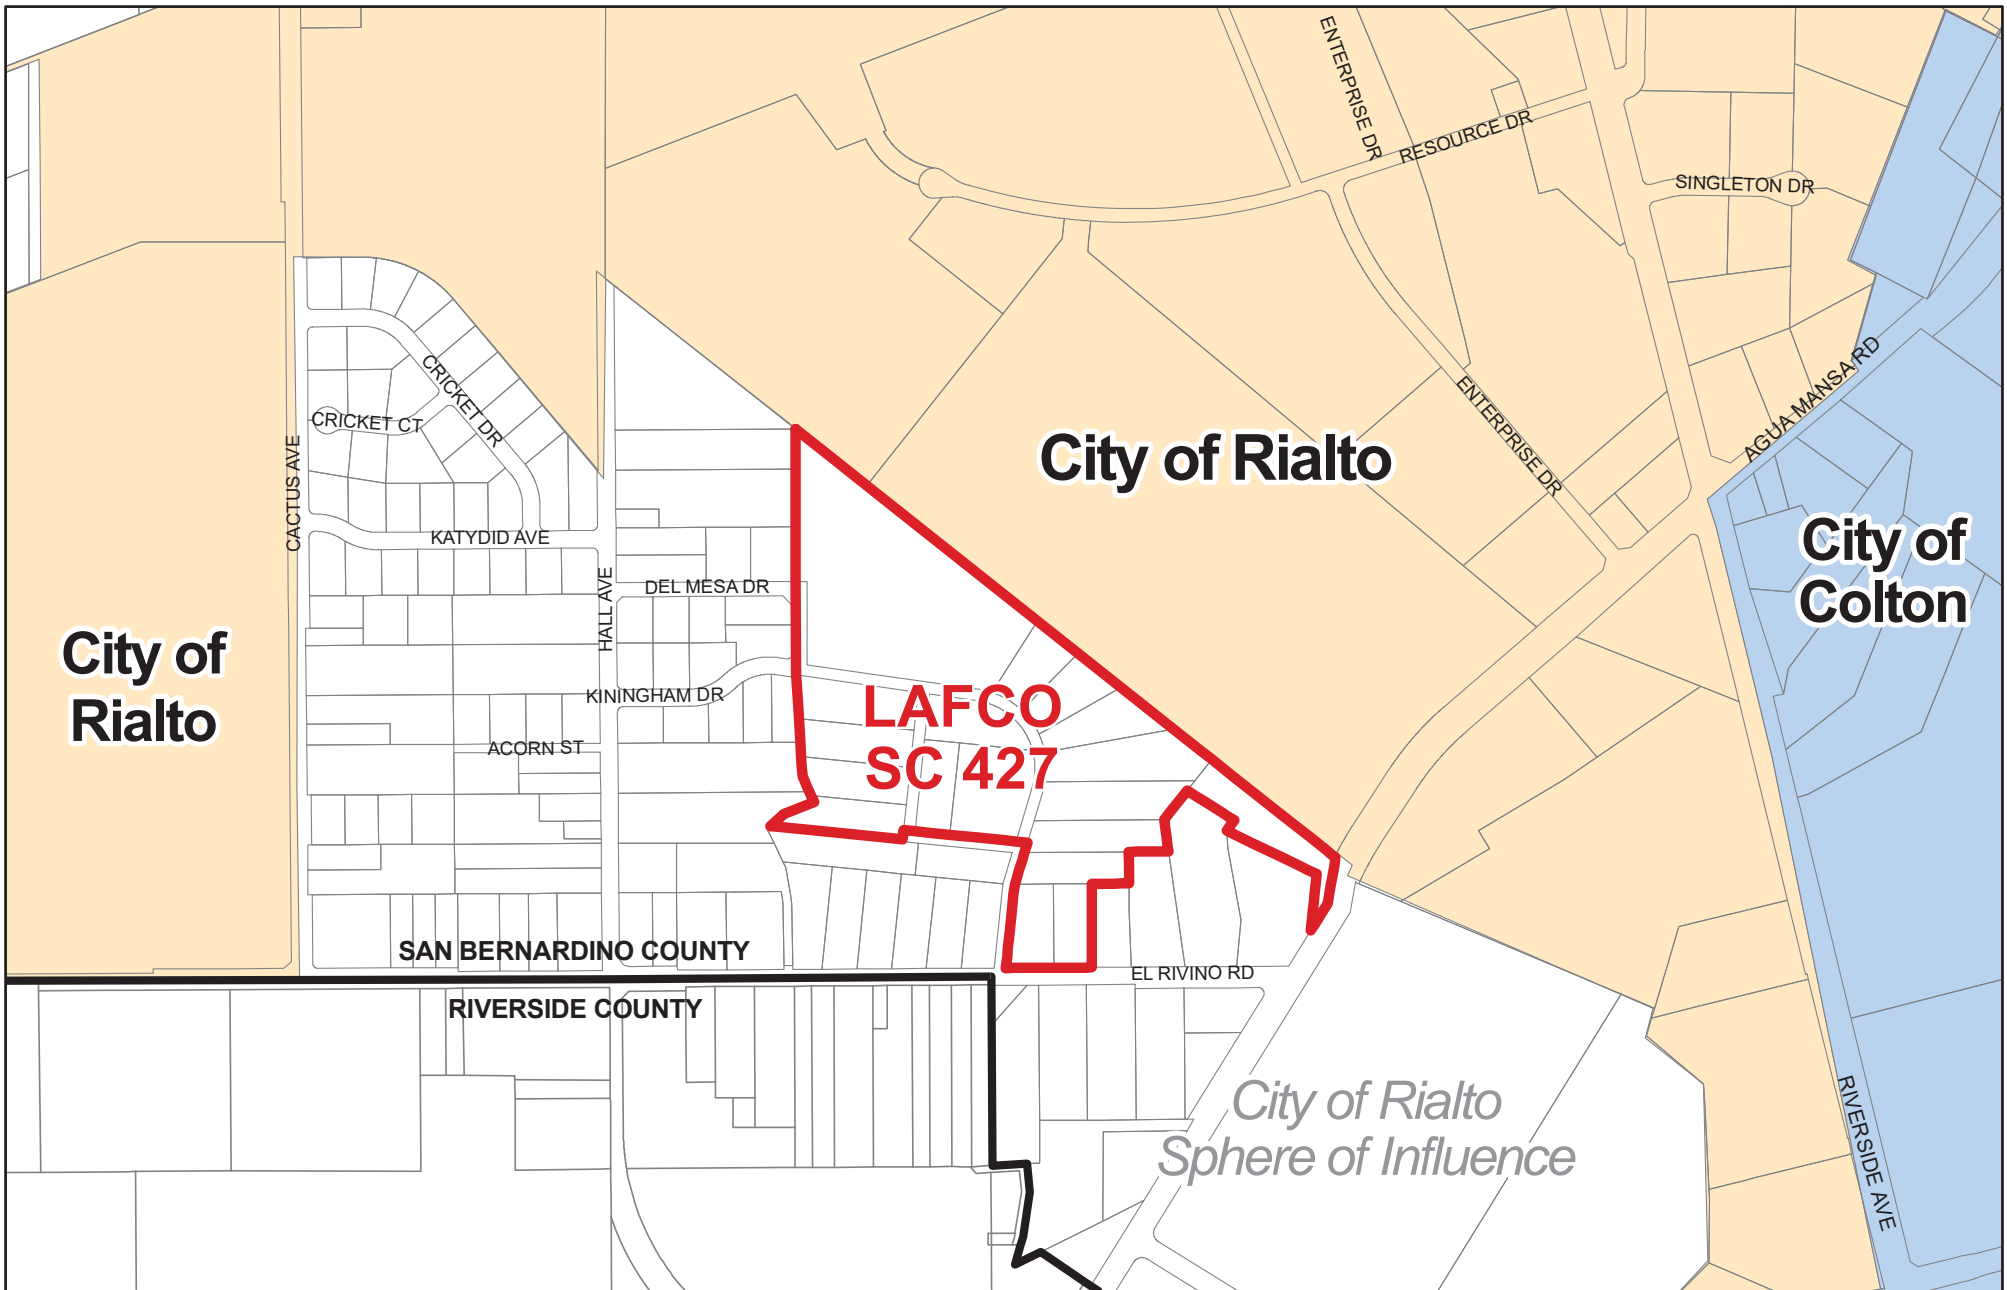 ENTERPRISE DR
RESOURCE DR
SINGLETON DR
AGUA MANSA RD
CRICKET DR
CRICKET CT
CACTUS AVE
KATYDID AVE
HALL AVE
DEL MESA DR
KININGHAM DR
ACORN ST
ENTERPRISE DR
City of Rialto
City of
Colton
City of
Rialto
LAFCO
SC 427
SAN BERNARDINO COUNTY
RIVERSIDE COUNTY
EL RIVINO RD
City of Rialto
Sphere of Influence
RIVERSIDE AVE